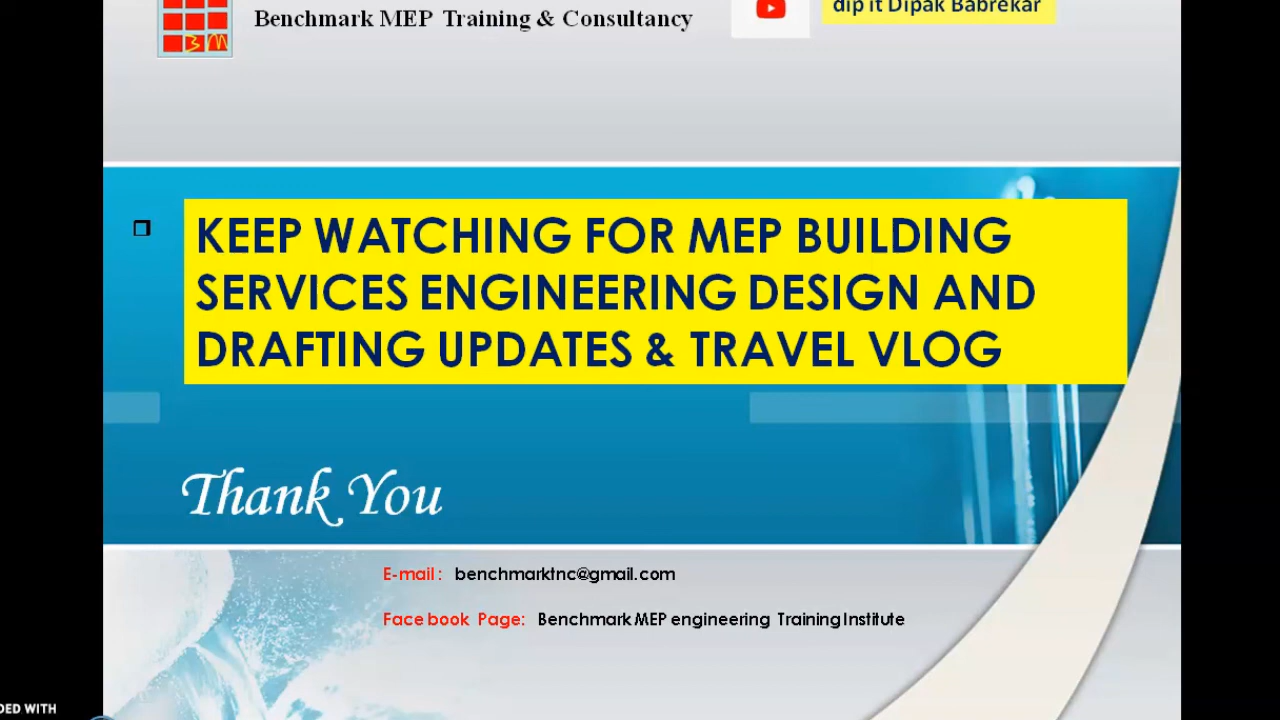 Benchmark MEP Training & Consultancy
dip it Dipak Babrekar
BM
KEEP WATCHING FOR MEP BUILDING
SERVICES ENGINEERING DESIGN AND
DRAFTING UPDATES & TRAVEL VLOG
Thank You
E-mail : benchmarktnc@gmail.com
Face book Page: Benchmark MEP engineering Training Institute
DED WITH